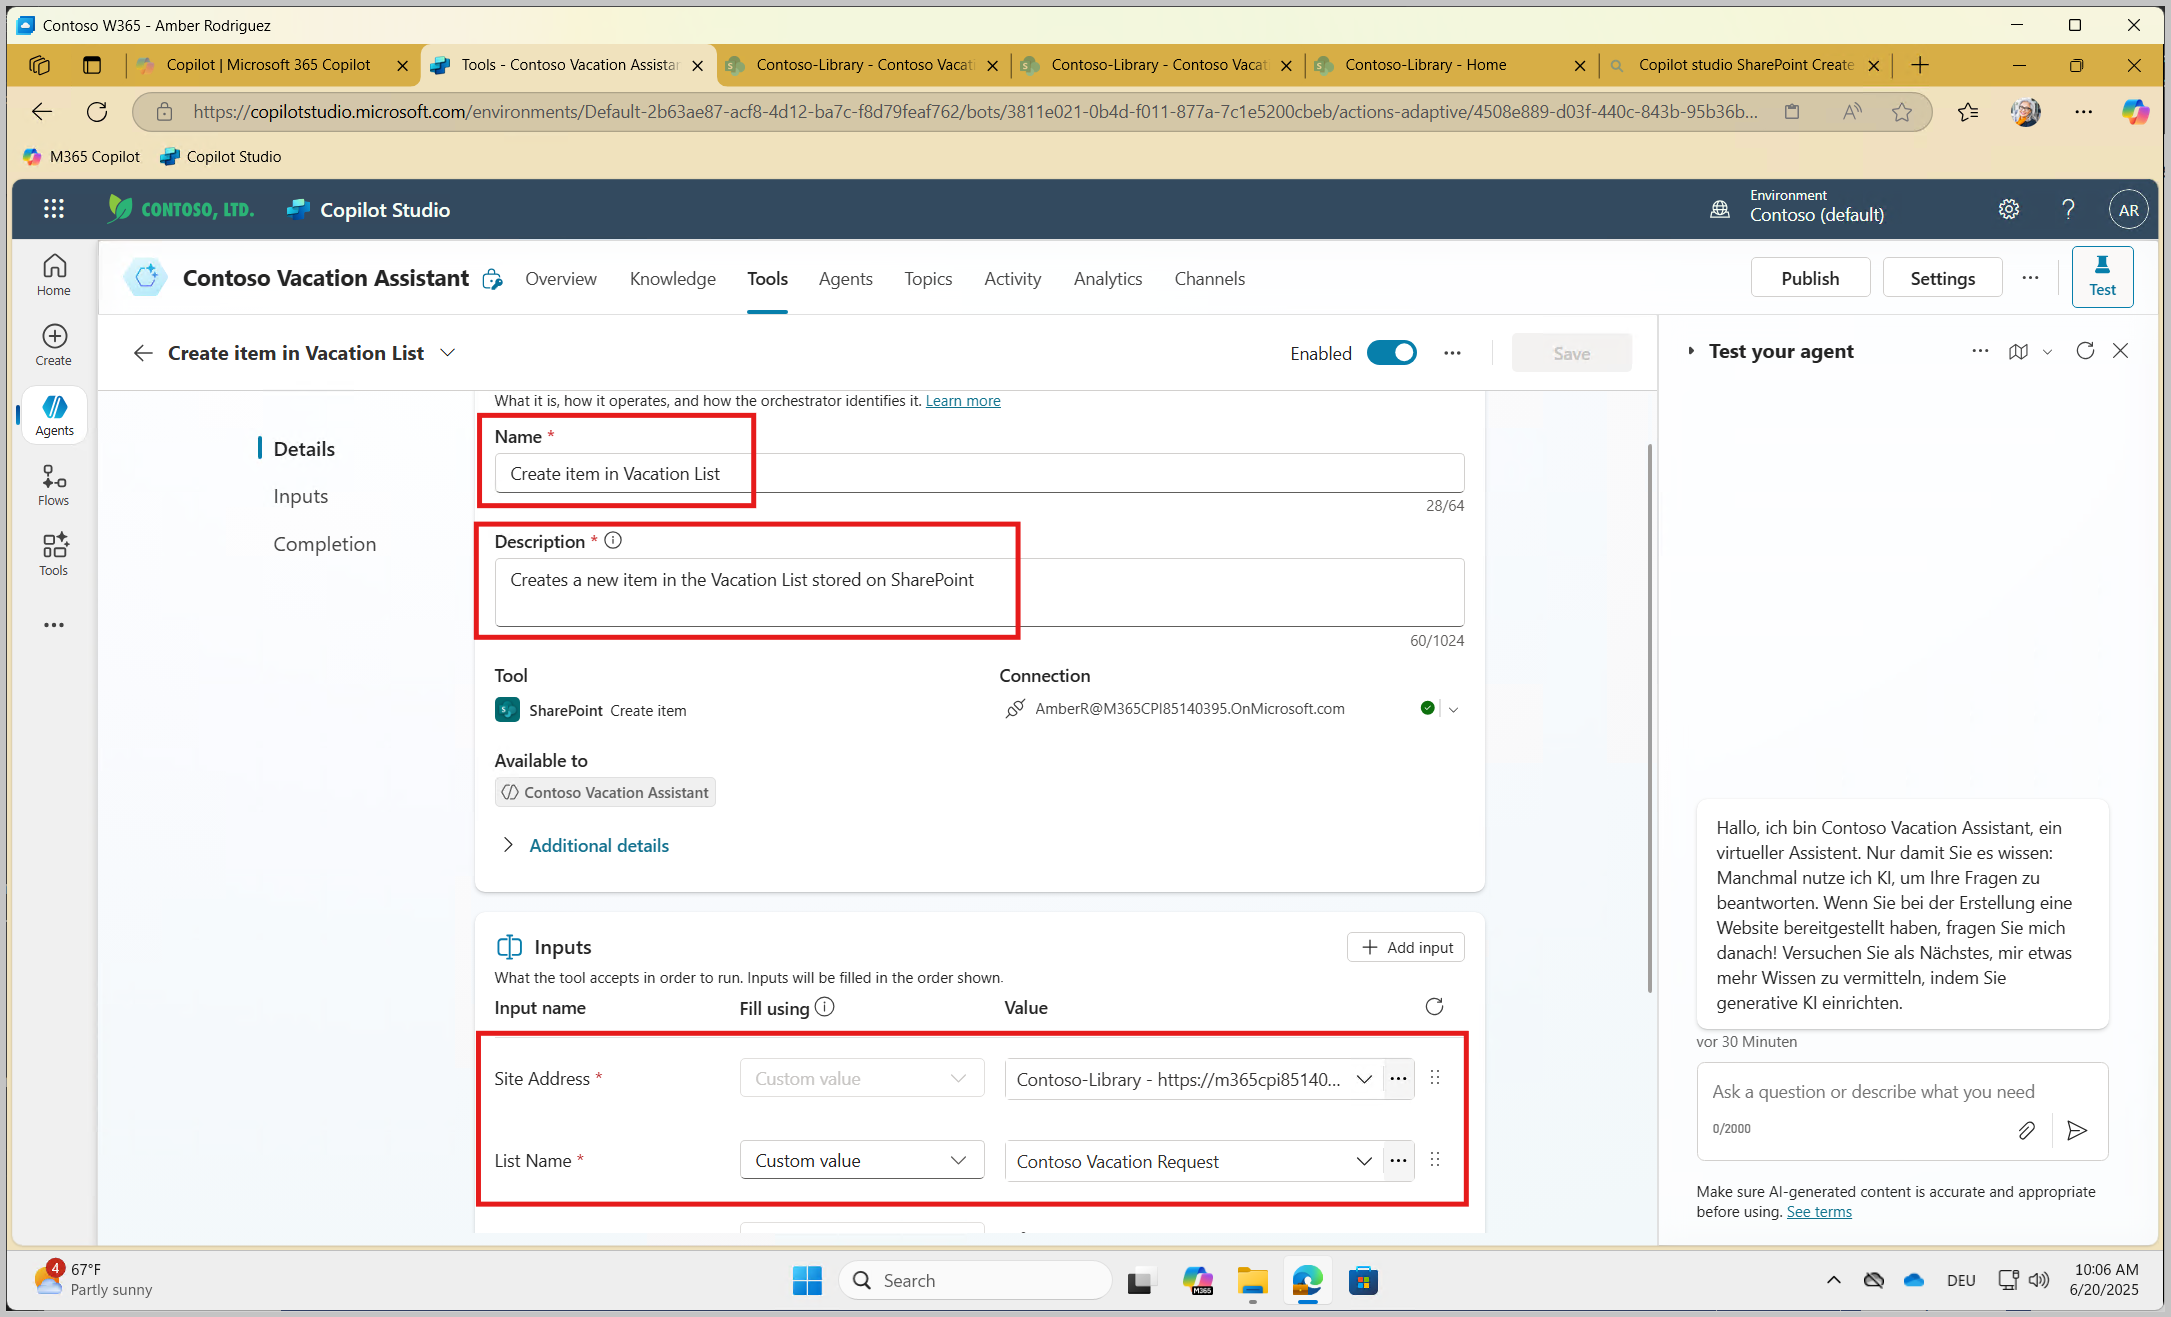 Contoso W365 - Amber Rodriguez
Copilot | Microsoft 365 Copilot
Tools - Contoso Vacation Assistar
Contoso-Library - Contoso Vacati
Contoso-Library - Contoso Vacat
Contoso-Library - Home
Copilot studio SharePoint Create
https://copilotstudio.microsoft.com/environments/Default-2b63ae87-acf8-4d12-ba7c-f8d79feaf762/bots/3811e021-0b4d-f011-877a-7c1e5200cbeb/actions-adaptive/4508e889-d03f-440c-843b-95b36b...
M365 Copilot
Copilot Studio
CONTOSO, LTD.
Copilot Studio
Environment
Contoso (default)
AR
Home
Create
Agents
Flows
Tools
Contoso Vacation Assistant
Overview
Knowledge
Tools
Agents
Topics
Activity
Analytics
Channels
Publish
Settings
Test
Create item in Vacation List
Enabled
Save
Details
Inputs
Completion
What it is, how it operates, and how the orchestrator identifies it. Learn more
Name *
Create item in Vacation List
28/64
Description *
Creates a new item in the Vacation List stored on SharePoint
60/1024
Tool
SharePoint Create item
Connection
AmberR@M365CPI85140395.OnMicrosoft.com
Available to
Contoso Vacation Assistant
Additional details
Inputs
Add input
What the tool accepts in order to run. Inputs will be filled in the order shown.
Input name
Fill using
Value
Site Address *
Custom value
Contoso-Library - https://m365cpi85140...
List Name *
Custom value
Contoso Vacation Request
Test your agent
Hallo, ich bin Contoso Vacation Assistant, ein
virtueller Assistent. Nur damit Sie es wissen:
Manchmal nutze ich KI, um Ihre Fragen zu
beantworten. Wenn Sie bei der Erstellung eine
Website bereitgestellt haben, fragen Sie mich
danach! Versuchen Sie als Nächstes, mir etwas
mehr Wissen zu vermitteln, indem Sie
generative KI einrichten.
vor 30 Minuten
Ask a question or describe what you need
0/2000
Make sure AI-generated content is accurate and appropriate
before using. See terms
4
67°F
Partly sunny
Search
M365
DEU
10:06 AM
6/20/2025